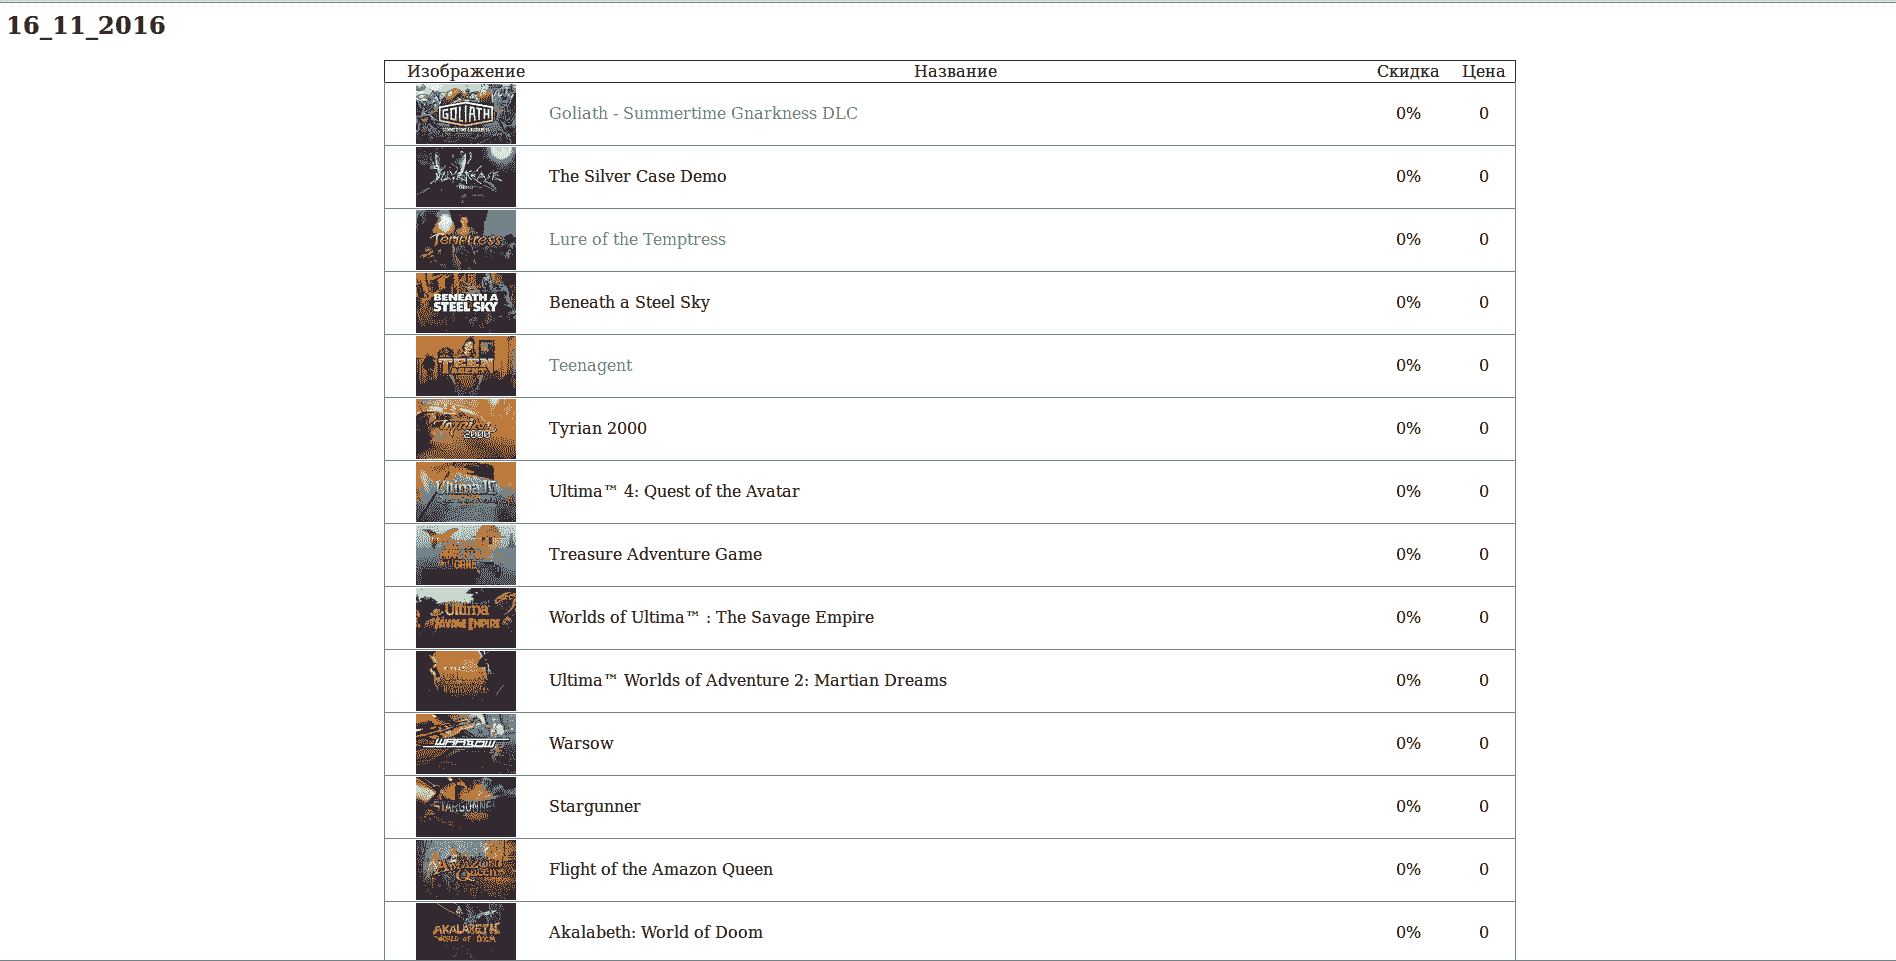 16_11_2016
Изображение Название Скидка Цена
GOLIATH
SUMMERTIME GNARKNESS
Goliath - Summertime Gnarkness DLC 0% 0
The Silver Case Demo 0% 0
Temptress
Lure of the Temptress 0% 0
BENEATH A
STEEL SKY
Beneath a Steel Sky 0% 0
TEEN
AGENT
Teenagent 0% 0
Tyrian
2000
Tyrian 2000 0% 0
Ultima IV
Ultima™ 4: Quest of the Avatar 0% 0
GAME
Treasure Adventure Game 0% 0
Ultima
SAVAGE EMPIRE
Worlds of Ultima™ : The Savage Empire 0% 0
Ultima™ Worlds of Adventure 2: Martian Dreams 0% 0
WARSOW
Warsow 0% 0
STARGUNNER
Stargunner 0% 0
AMAZON
Queen
Flight of the Amazon Queen 0% 0
AKALABETH
WORLD OF DOOM
Akalabeth: World of Doom 0% 0